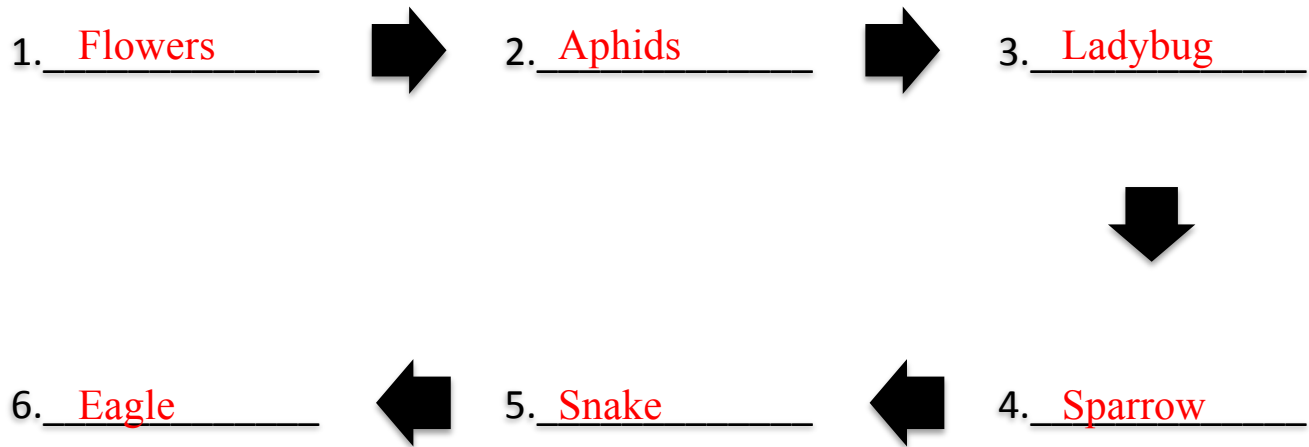 1. Flowers
2. Aphids
3. Ladybug
4. Sparrow
5. Snake
6. Eagle